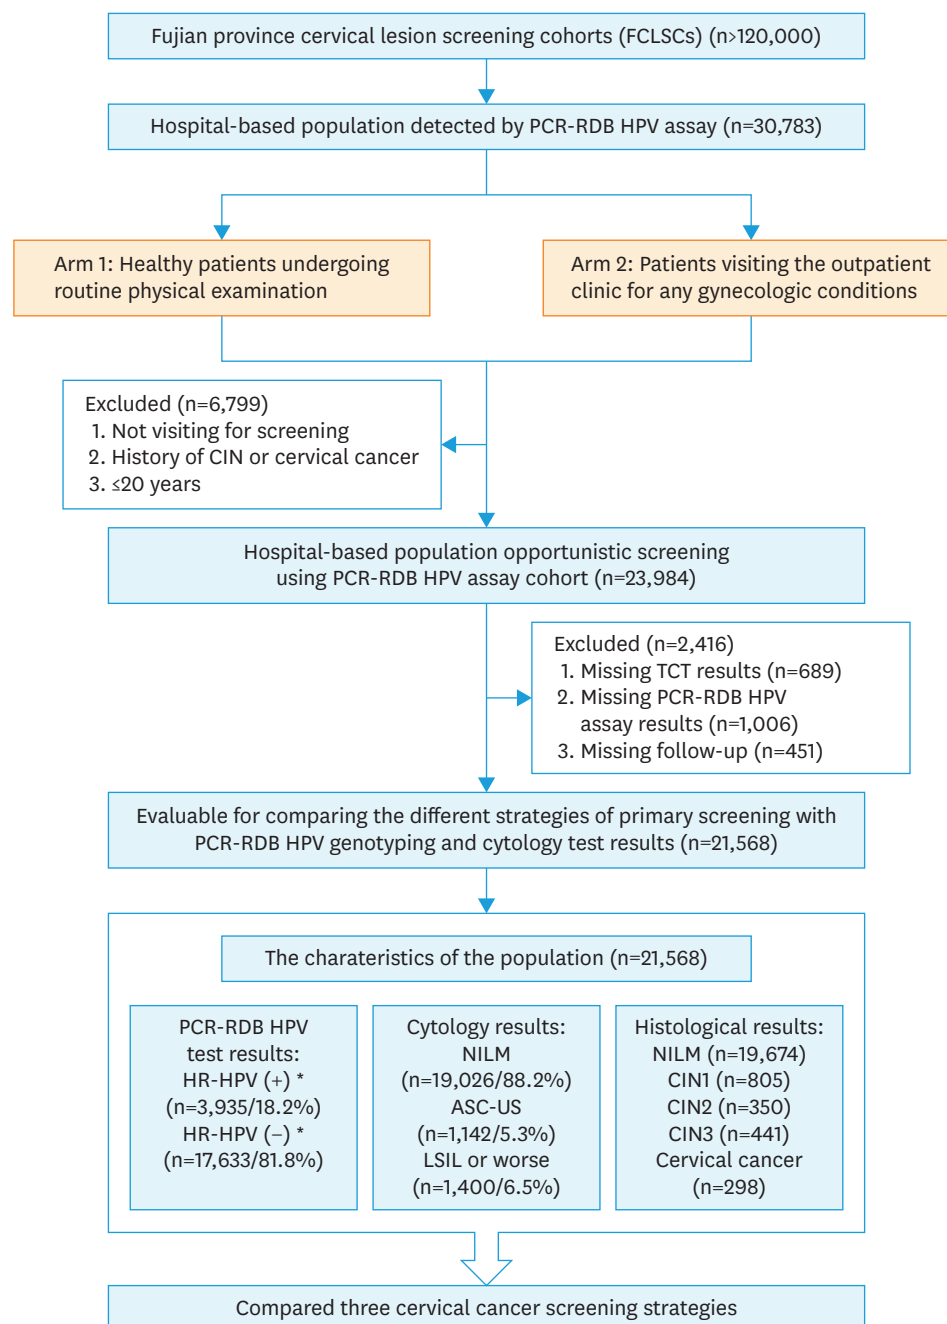 Fujian province cervical lesion screening cohorts (FCLSCs) (n>120,000)
Hospital-based population detected by PCR-RDB HPV assay (n=30,783)
Arm 1: Healthy patients undergoing
routine physical examination
Arm 2: Patients visiting the outpatient
clinic for any gynecologic conditions
Excluded (n=6,799)
1. Not visiting for screening
2. History of CIN or cervical cancer
3. ≤20 years
Hospital-based population opportunistic screening
using PCR-RDB HPV assay cohort (n=23,984)
Excluded (n=2,416)
1. Missing TCT results (n=689)
2. Missing PCR-RDB HPV
assay results (n=1,006)
3. Missing follow-up (n=451)
Evaluable for comparing the different strategies of primary screening with
PCR-RDB HPV genotyping and cytology test results (n=21,568)
The charateristics of the population (n=21,568)
PCR-RDB HPV
test results:
HR-HPV (+) *
(n=3,935/18.2%)
HR-HPV (−) *
(n=17,633/81.8%)
Cytology results:
NILM
(n=19,026/88.2%)
ASC-US
(n=1,142/5.3%)
LSIL or worse
(n=1,400/6.5%)
Histological results:
NILM (n=19,674)
CIN1 (n=805)
CIN2 (n=350)
CIN3 (n=441)
Cervical cancer
(n=298)
Compared three cervical cancer screening strategies